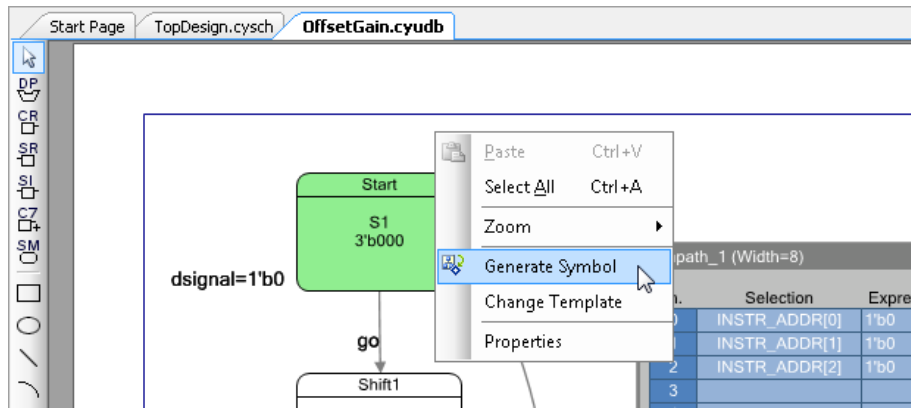 Start Page TopDesign.cysch OffsetGain.cyudb
DP
CR
SR
SI
C7
SM
Start
S1
3'b000
dsignal=1'b0
go
Shift1
Paste Ctrl+V
Select All Ctrl+A
Zoom
Generate Symbol
Change Template
Properties
path_1 (Width=8)
Selection Expre
INSTR_ADDR[0] 1'b0
INSTR_ADDR[1] 1'b0
2 INSTR_ADDR[2] 1'b0
3